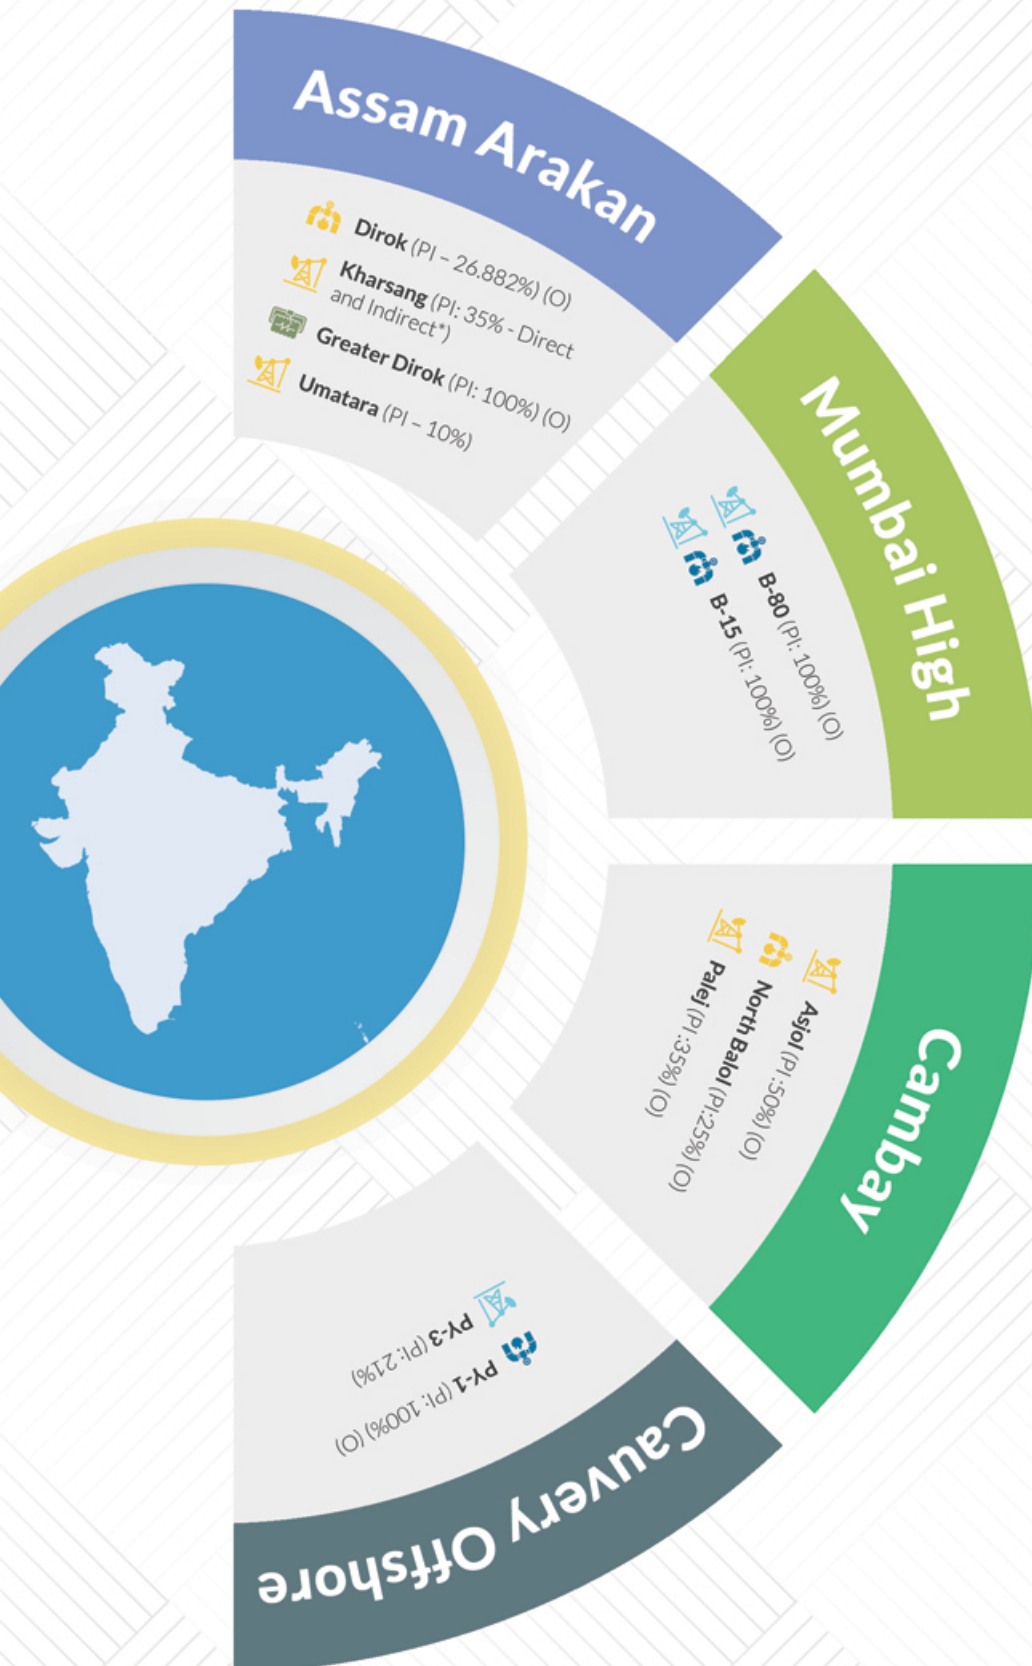 Assam Arakan
Dirok (PI – 26.882%) (O)
Kharsang (PI: 35% - Direct
and Indirect*)
Greater Dirok (PI: 100%) (O)
Umatara (PI – 10%)
Mumbai High
B-80 (PI: 100%) (O)
B-15 (PI: 100%) (O)
Cambay
Asjol (PI :50%) (O)
North Balol (PI:25%) (O)
Palej (PI :35%) (O)
Cauvery Offshore
PY-1 (PI: 100%) (O)
PY-3 (PI: 21%)